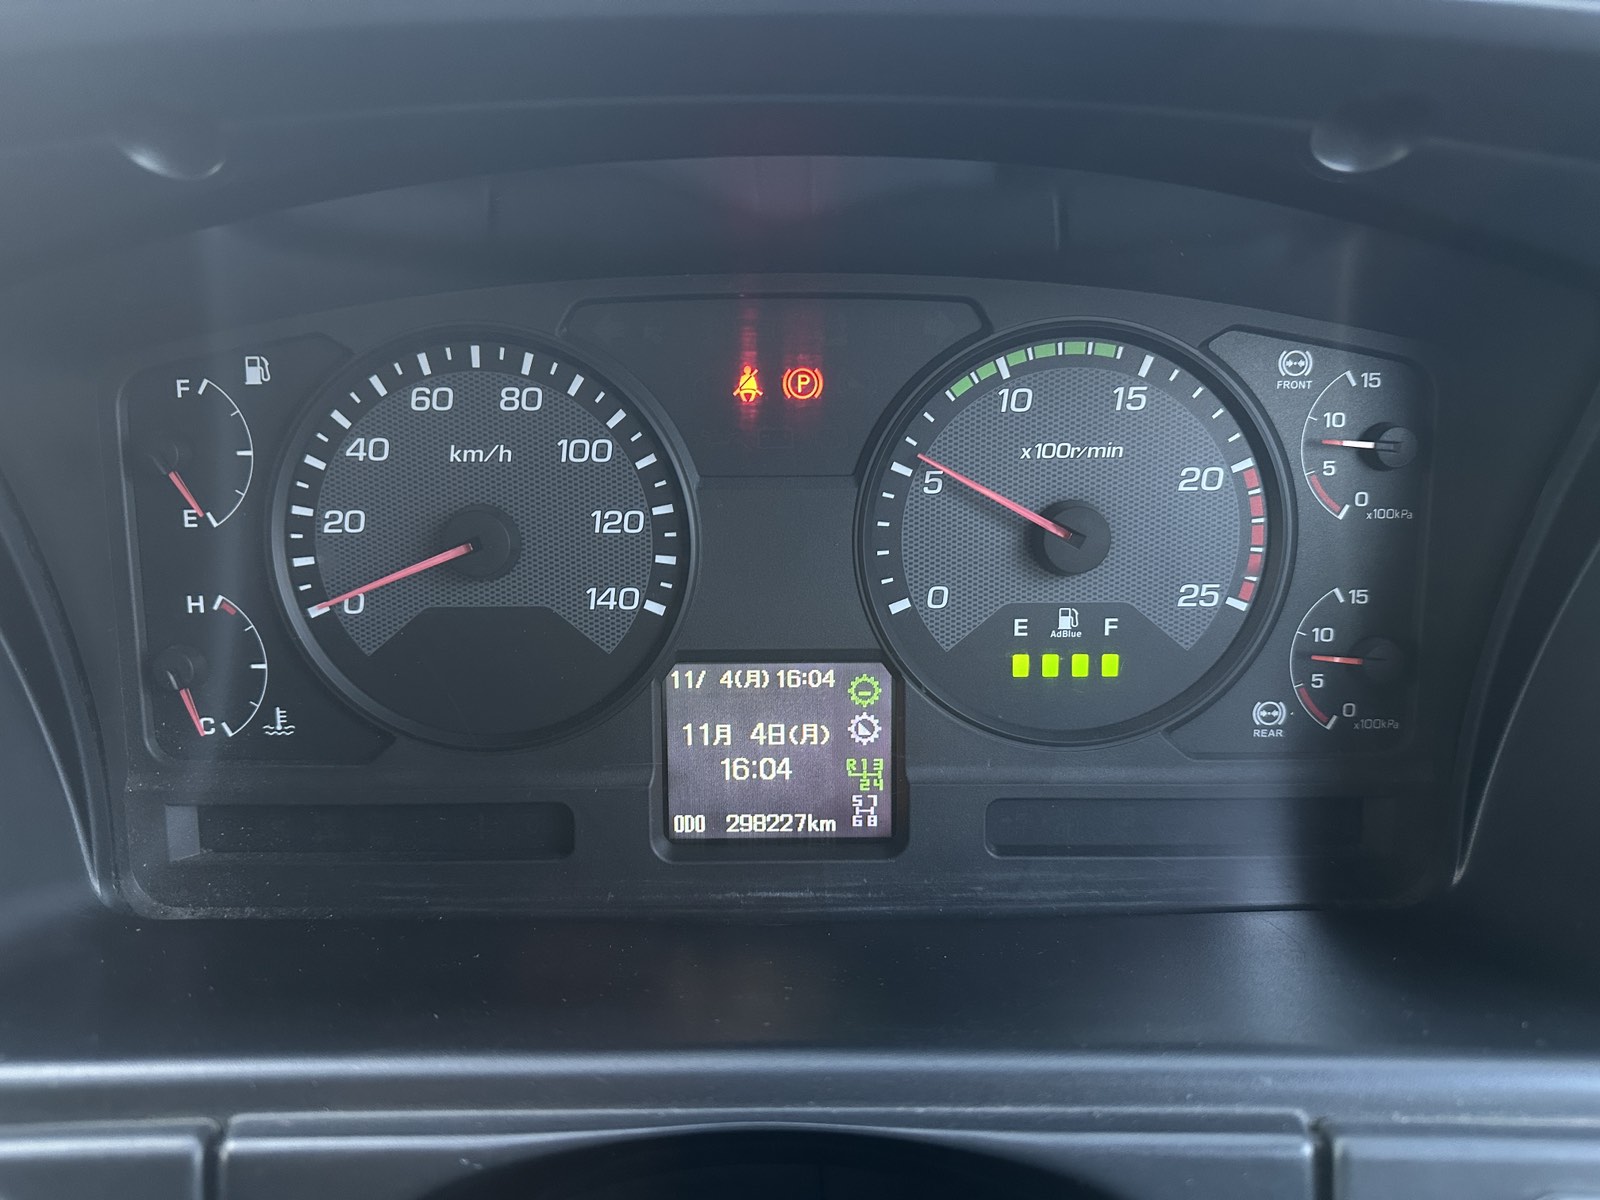 F
E
H
C
0
20
40
60
80
100
120
140
km/h
P
0
5
10
15
20
25
x100r/min
E F
AdBlue
FRONT
15
10
5
0
x100kPa
REAR
15
10
5
0
x100kPa
11/ 4(月) 16:04
11月 4日(月)
16:04
R13
24
57
68
ODO 298227km